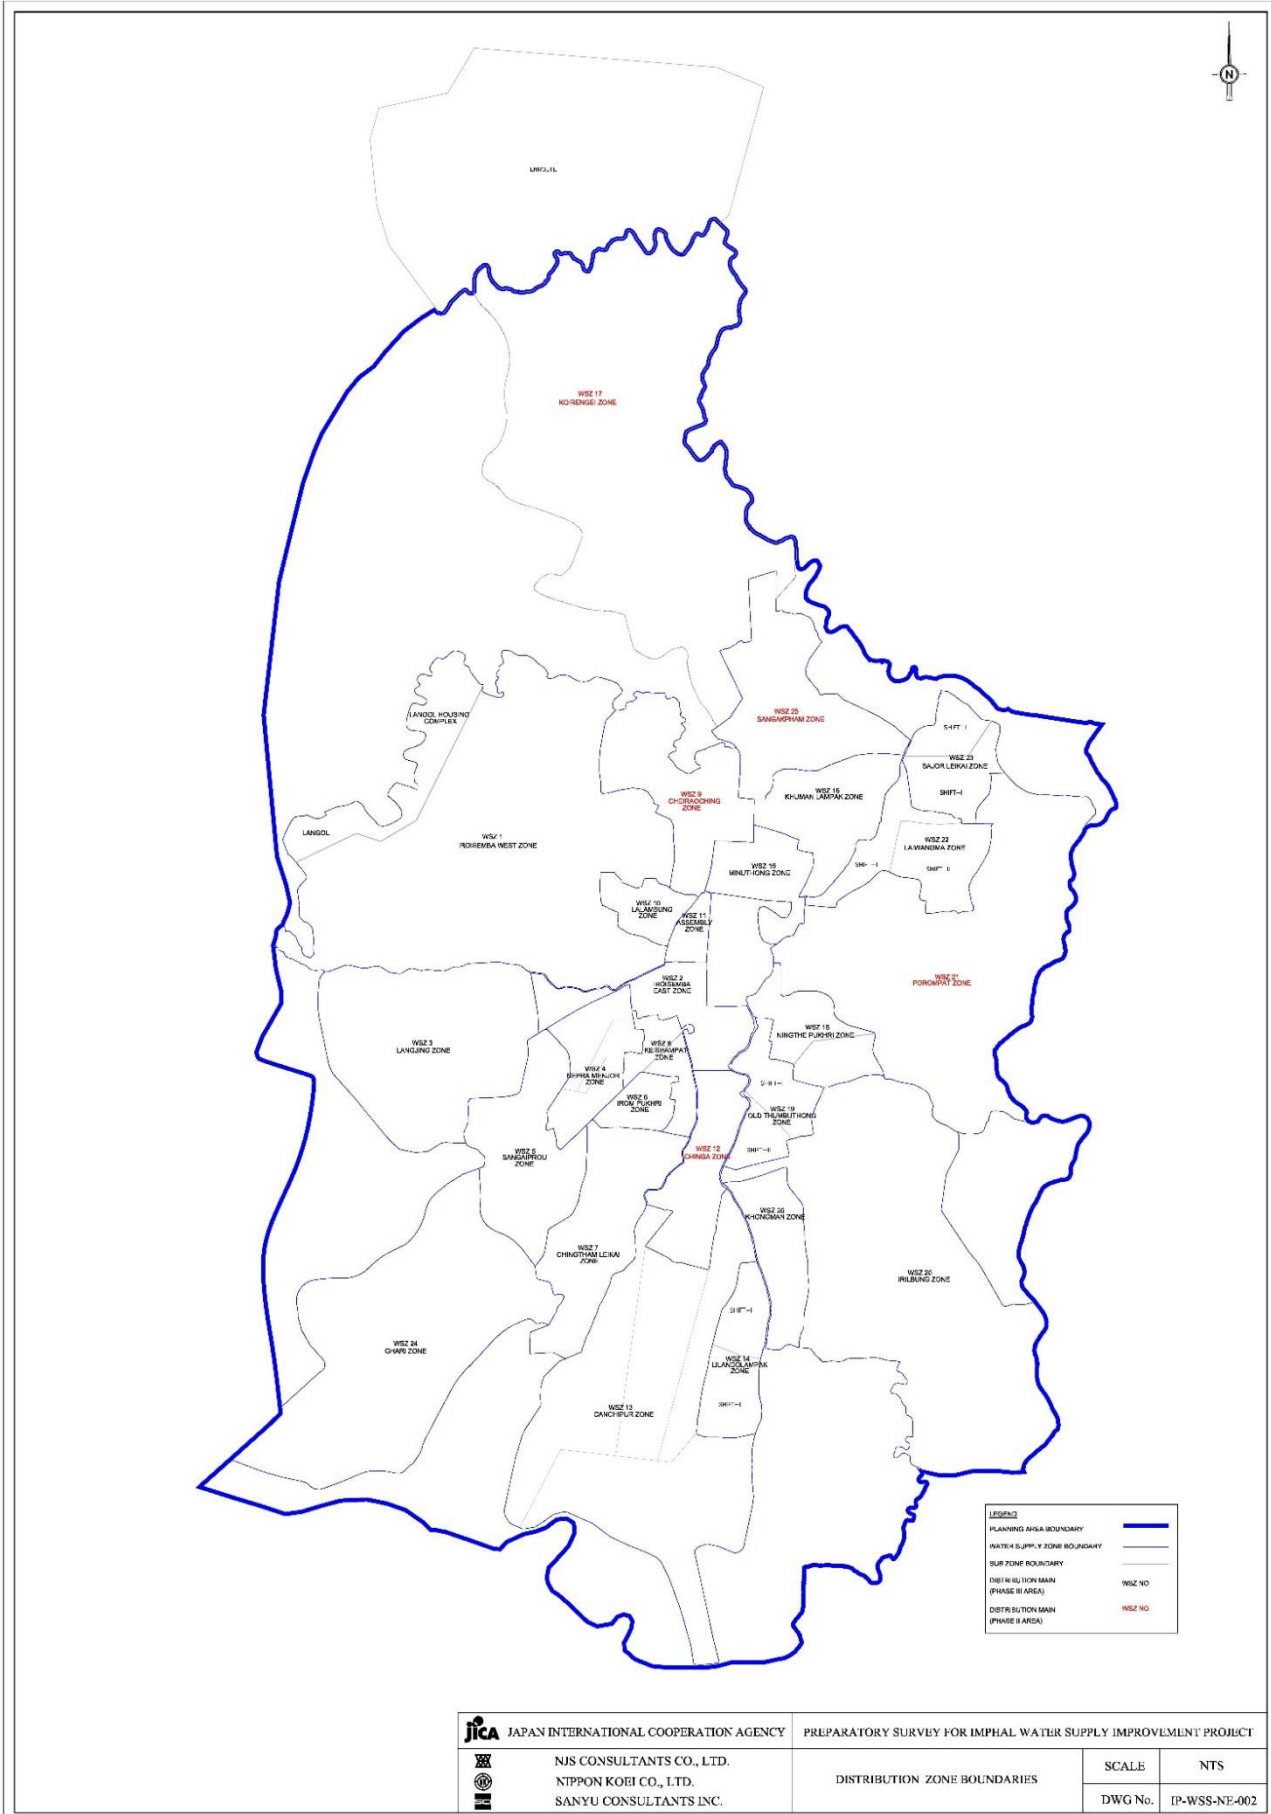 N
WSZ 17
KOIRENGEI ZONE
LANGOL HOUSING
COMPLEX
WSZ 25
SANGAKPHAM ZONE
WSZ 23
SAJOR LEIKAI ZONE
SHIFT-I
WSZ 9
CHEIRAOCHING
ZONE
WSZ 16
KHUMAN LAMPAK ZONE
LANGOL
WSZ 1
IROISEMBA WEST ZONE
WSZ 22
LAIWANGMA ZONE
WSZ 15
MINUTHONG ZONE
WSZ 10
LALAMBUNG
ZONE
WSZ 11
ASSEMBLY
ZONE
WSZ 2
IROISEMBA
EAST ZONE
WSZ 21
POROMPAT ZONE
WSZ 3
LANGJING ZONE
WSZ 8
KEISHAMPAT
ZONE
WSZ 18
NINGTHE PUKHRI ZONE
WSZ 4
NEPRA MENJOR
ZONE
WSZ 6
IROM PUKHRI
ZONE
WSZ 19
OLD THUMBUTHONG
ZONE
SHIFT-II
WSZ 5
SANGAIPROU
ZONE
WSZ 12
CHINGA ZONE
WSZ 26
KHONGMAN ZONE
WSZ 7
CHINGTHAM LEIKAI
ZONE
WSZ 20
IRILBUNG ZONE
WSZ 24
GHARI ZONE
WSZ 14
LILANDOLAMPAK
ZONE
WSZ 13
CANCHIPUR ZONE
LEGEND
PLANNING AREA BOUNDARY
WATER SUPPLY ZONE BOUNDARY
SUB ZONE BOUNDARY
DISTRIBUTION MAIN
(PHASE III AREA)
WSZ NO
DISTRIBUTION MAIN
(PHASE II AREA)
WSZ NO
JICA JAPAN INTERNATIONAL COOPERATION AGENCY
PREPARATORY SURVEY FOR IMPHAL WATER SUPPLY IMPROVEMENT PROJECT
NJS CONSULTANTS CO., LTD.
NIPPON KOEI CO., LTD.
SANYU CONSULTANTS INC.
DISTRIBUTION ZONE BOUNDARIES
SCALE
NTS
DWG No.
IP-WSS-NE-002